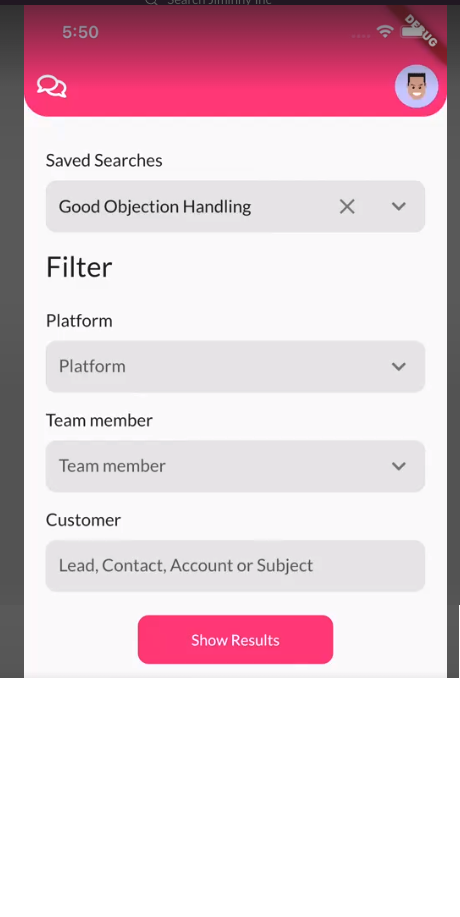 Search Jiminny Inc
5:50
DEBUG
Saved Searches
Good Objection Handling
Filter
Platform
Platform
Team member
Team member
Customer
Lead, Contact, Account or Subject
Show Results